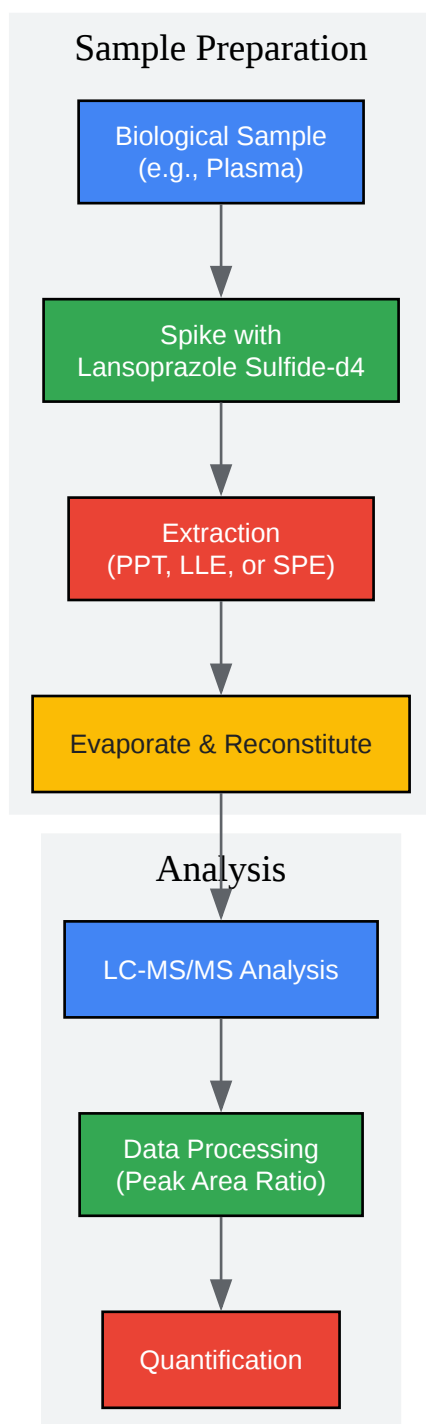 Sample Preparation
Biological Sample
(e.g., Plasma)
Spike with
Lansoprazole Sulfide-d4
Extraction
(PPT, LLE, or SPE)
Evaporate & Reconstitute
Analysis
LC-MS/MS Analysis
Data Processing
(Peak Area Ratio)
Quantification